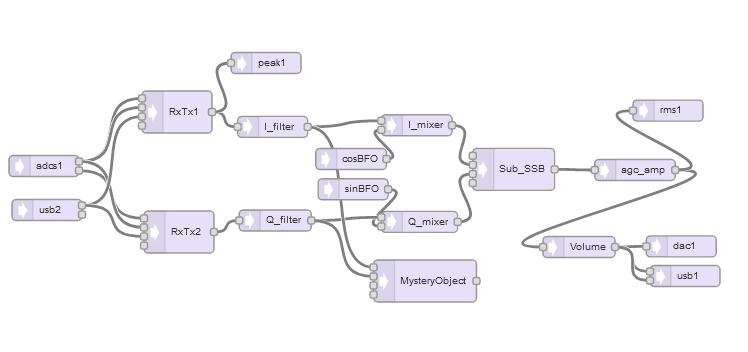 peak1
RxTx1
I_filter
I_mixer
rms1
adcs1
cosBFO
Sub_SSB
agc_amp
sinBFO
usb2
RxTx2
Q_filter
Q_mixer
Volume
dac1
usb1
MysteryObject